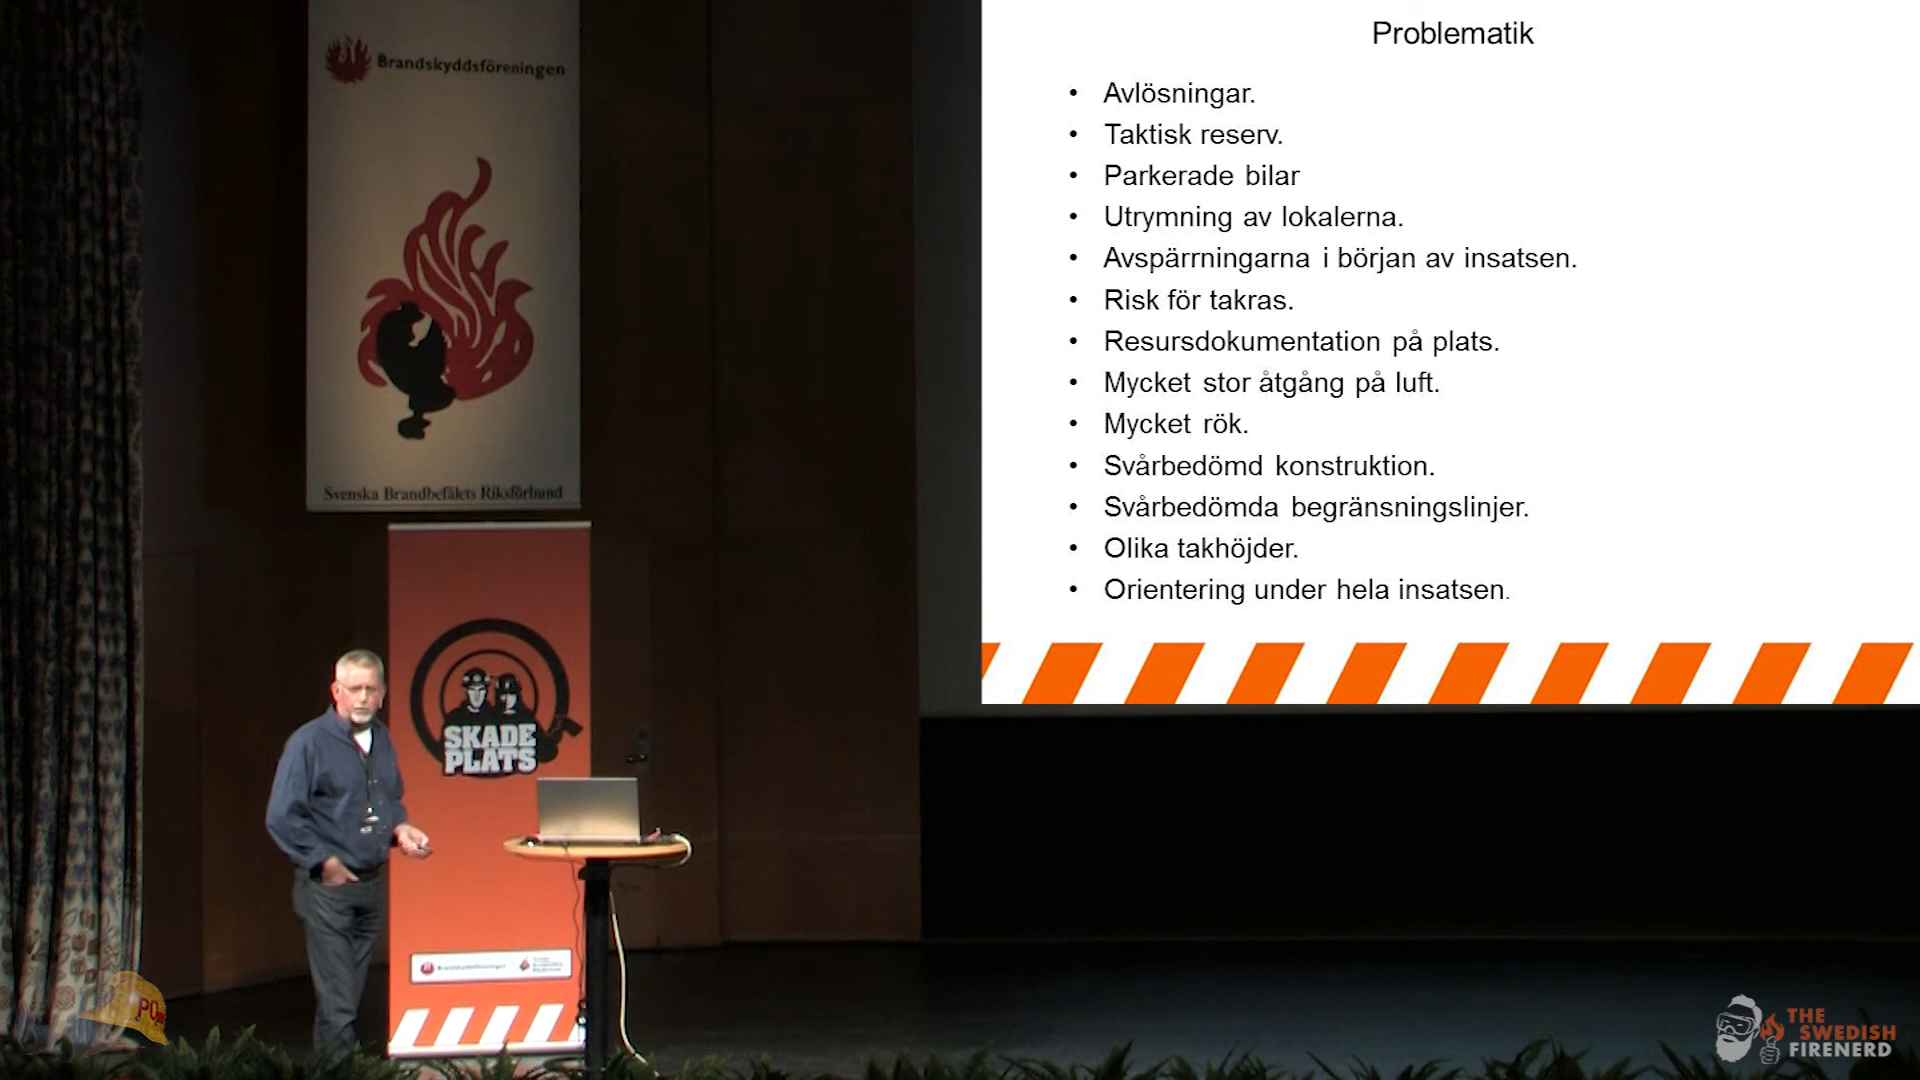 Brandskyddsföreningen
Svenska Brandbefälets Riksförbund
SKADE
PLATS
Brandskyddsföreningen
Problematik
• Avlösningar.
• Taktisk reserv.
• Parkerade bilar
• Utrymning av lokalerna.
• Avspärrningarna i början av insatsen.
• Risk för takras.
• Resursdokumentation på plats.
• Mycket stor åtgång på luft.
• Mycket rök.
• Svårbedömd konstruktion.
• Svårbedömda begränsningslinjer.
• Olika takhöjder.
• Orientering under hela insatsen.
THE
SWEDISH
FIRENERD